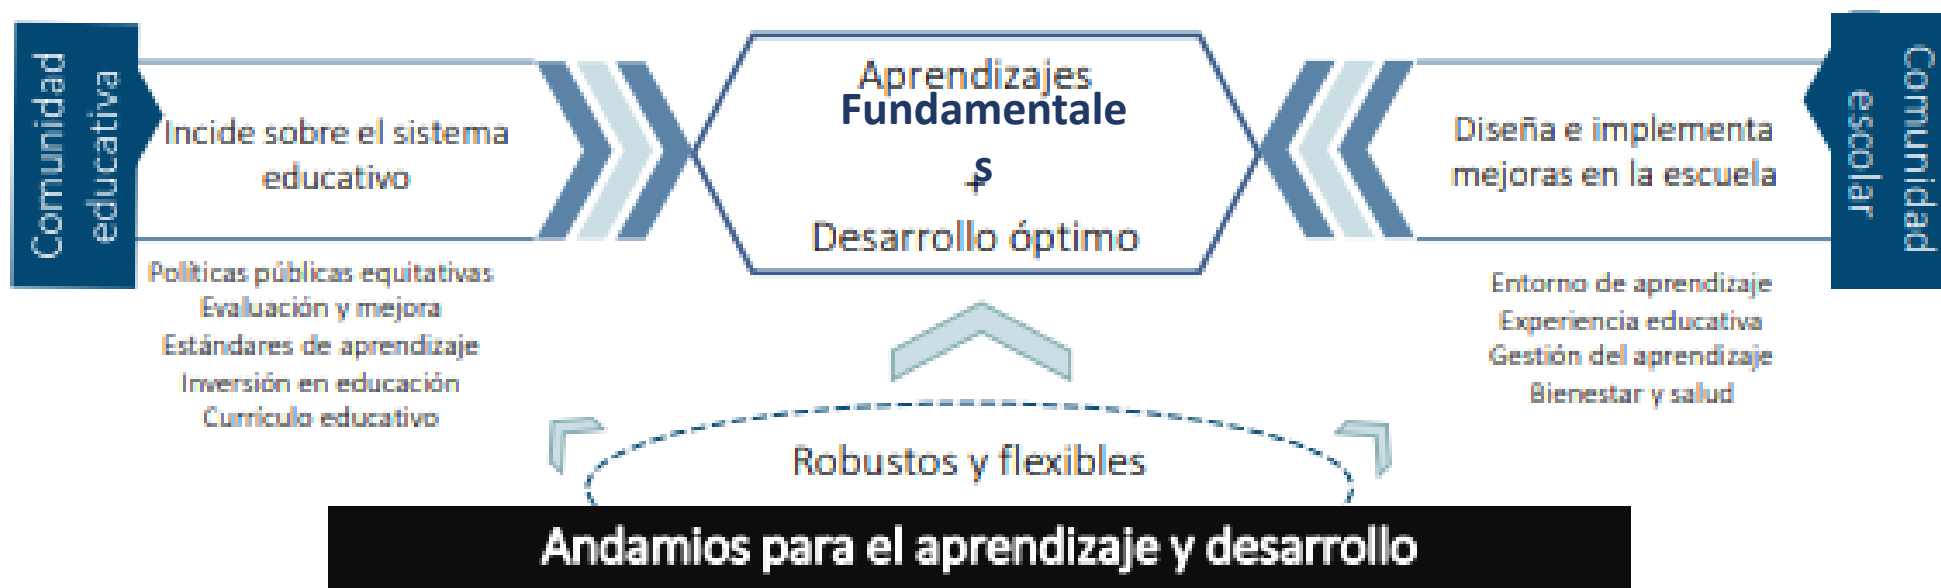 Comunidad
educativa
Incide sobre el sistema
educativo
Políticas públicas equitativas
Evaluación y mejora
Estándares de aprendizaje
Inversión en educación
Currículo educativo
Aprendizajes
Fundamentale
s
+
Desarrollo óptimo
Diseña e implementa
mejoras en la escuela
Comunidad
escolar
Entorno de aprendizaje
Experiencia educativa
Gestión del aprendizaje
Bienestar y salud
Robustos y flexibles
Andamios para el aprendizaje y desarrollo